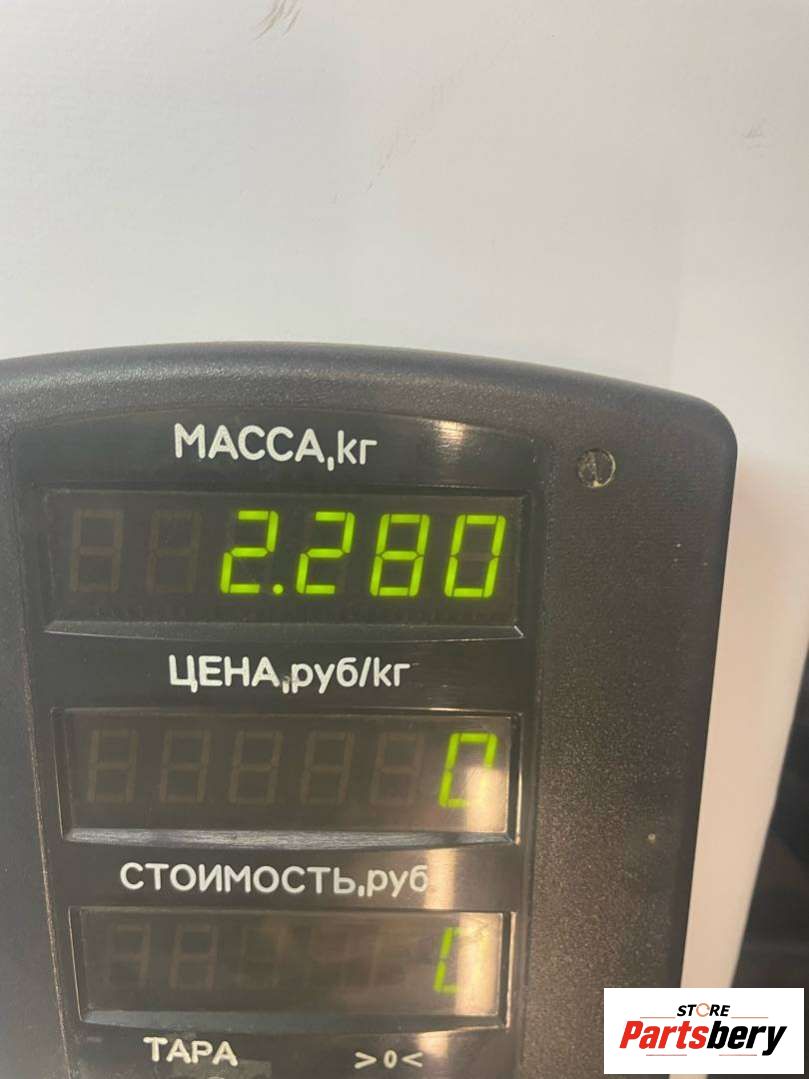 МАССА,кг
2.280
ЦЕНА,руб/кг
0
СТОИМОСТЬ,руб
0
ТАРА >0<
STORE
Partsbery